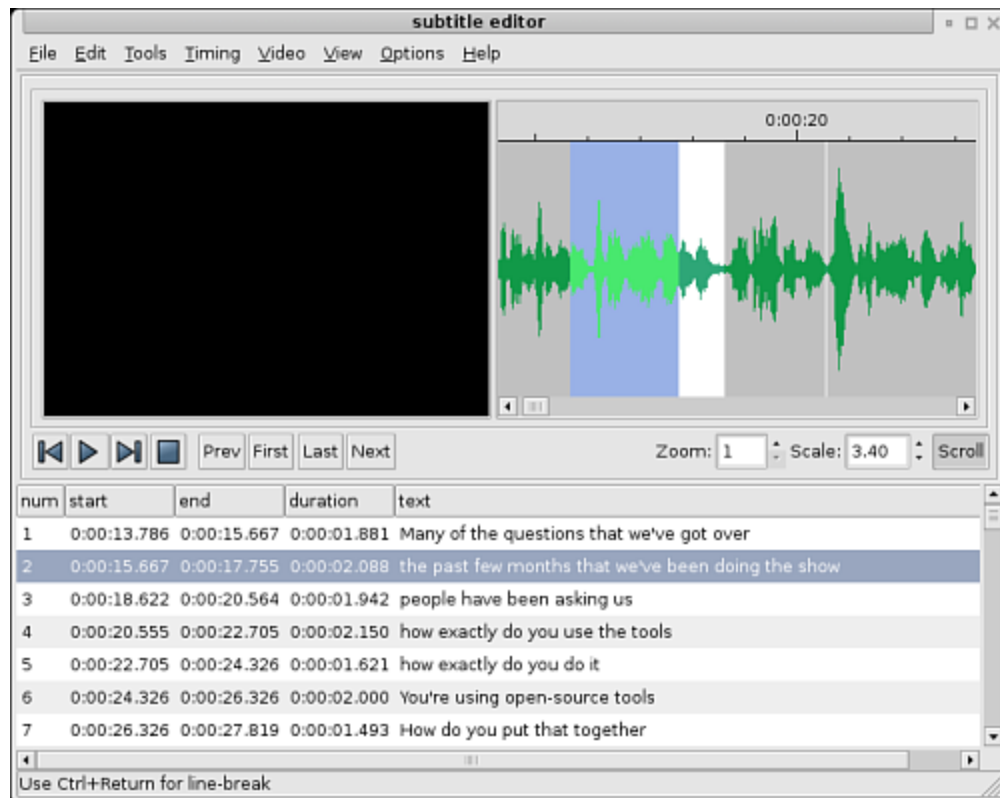 subtitle editor
File Edit Tools Timing Video View Options Help
0:00:20
Prev First Last Next Zoom: 1 Scale: 3.40 Scroll
num start end duration text
1 0:00:13.786 0:00:15.667 0:00:01.881 Many of the questions that we've got over
2 0:00:15.667 0:00:17.755 0:00:02.088 the past few months that we've been doing the show
3 0:00:18.622 0:00:20.564 0:00:01.942 people have been asking us
4 0:00:20.555 0:00:22.705 0:00:02.150 how exactly do you use the tools
5 0:00:22.705 0:00:24.326 0:00:01.621 how exactly do you do it
6 0:00:24.326 0:00:26.326 0:00:02.000 You're using open-source tools
7 0:00:26.326 0:00:27.819 0:00:01.493 How do you put that together
Use Ctrl+Return for line-break